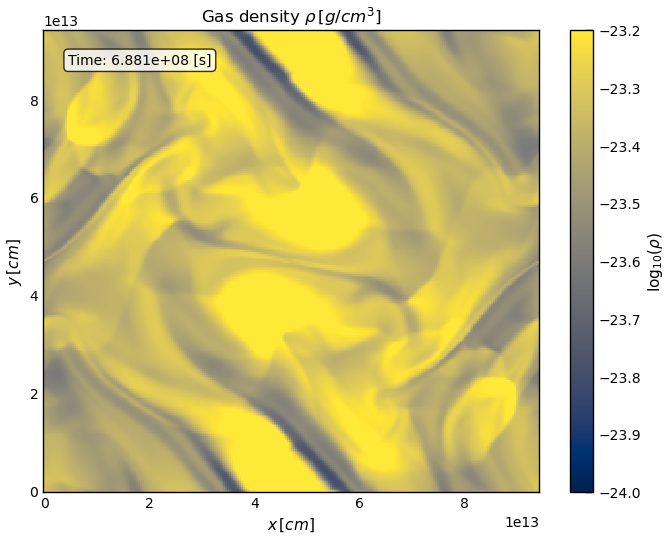 Gas density ρ [g/cm³]
1e13
Time: 6.881e+08 [s]
8
6
4
2
0
y [cm]
0 2 4 6 8
1e13
x [cm]
−23.2
−23.3
−23.4
−23.5
−23.6
−23.7
−23.8
−23.9
−24.0
log₁₀(ρ)